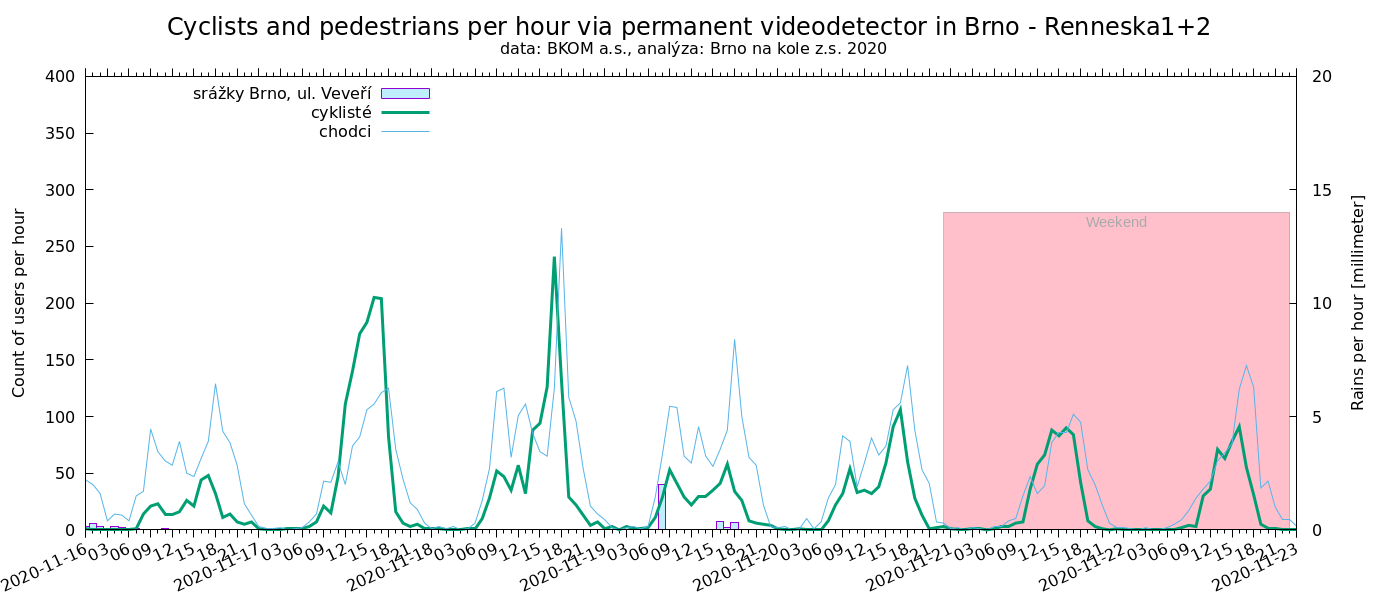 Cyclists and pedestrians per hour via permanent videodetector in Brno - Renneska1+2
data: BKOM a.s., analýza: Brno na kole z.s. 2020
srážky Brno, ul. Veveří
cyklisté
chodci
Weekend
Count of users per hour
400
350
300
250
200
150
100
50
0
Rains per hour [millimeter]
20
15
10
5
0
2020-11-16 03 06 09 12 15 18 21 2020-11-17 03 06 09 12 15 18 21 2020-11-18 03 06 09 12 15 18 21 2020-11-19 03 06 09 12 15 18 21 2020-11-20 03 06 09 12 15 18 21 2020-11-21 03 06 09 12 15 18 21 2020-11-22 03 06 09 12 15 18 21 2020-11-23